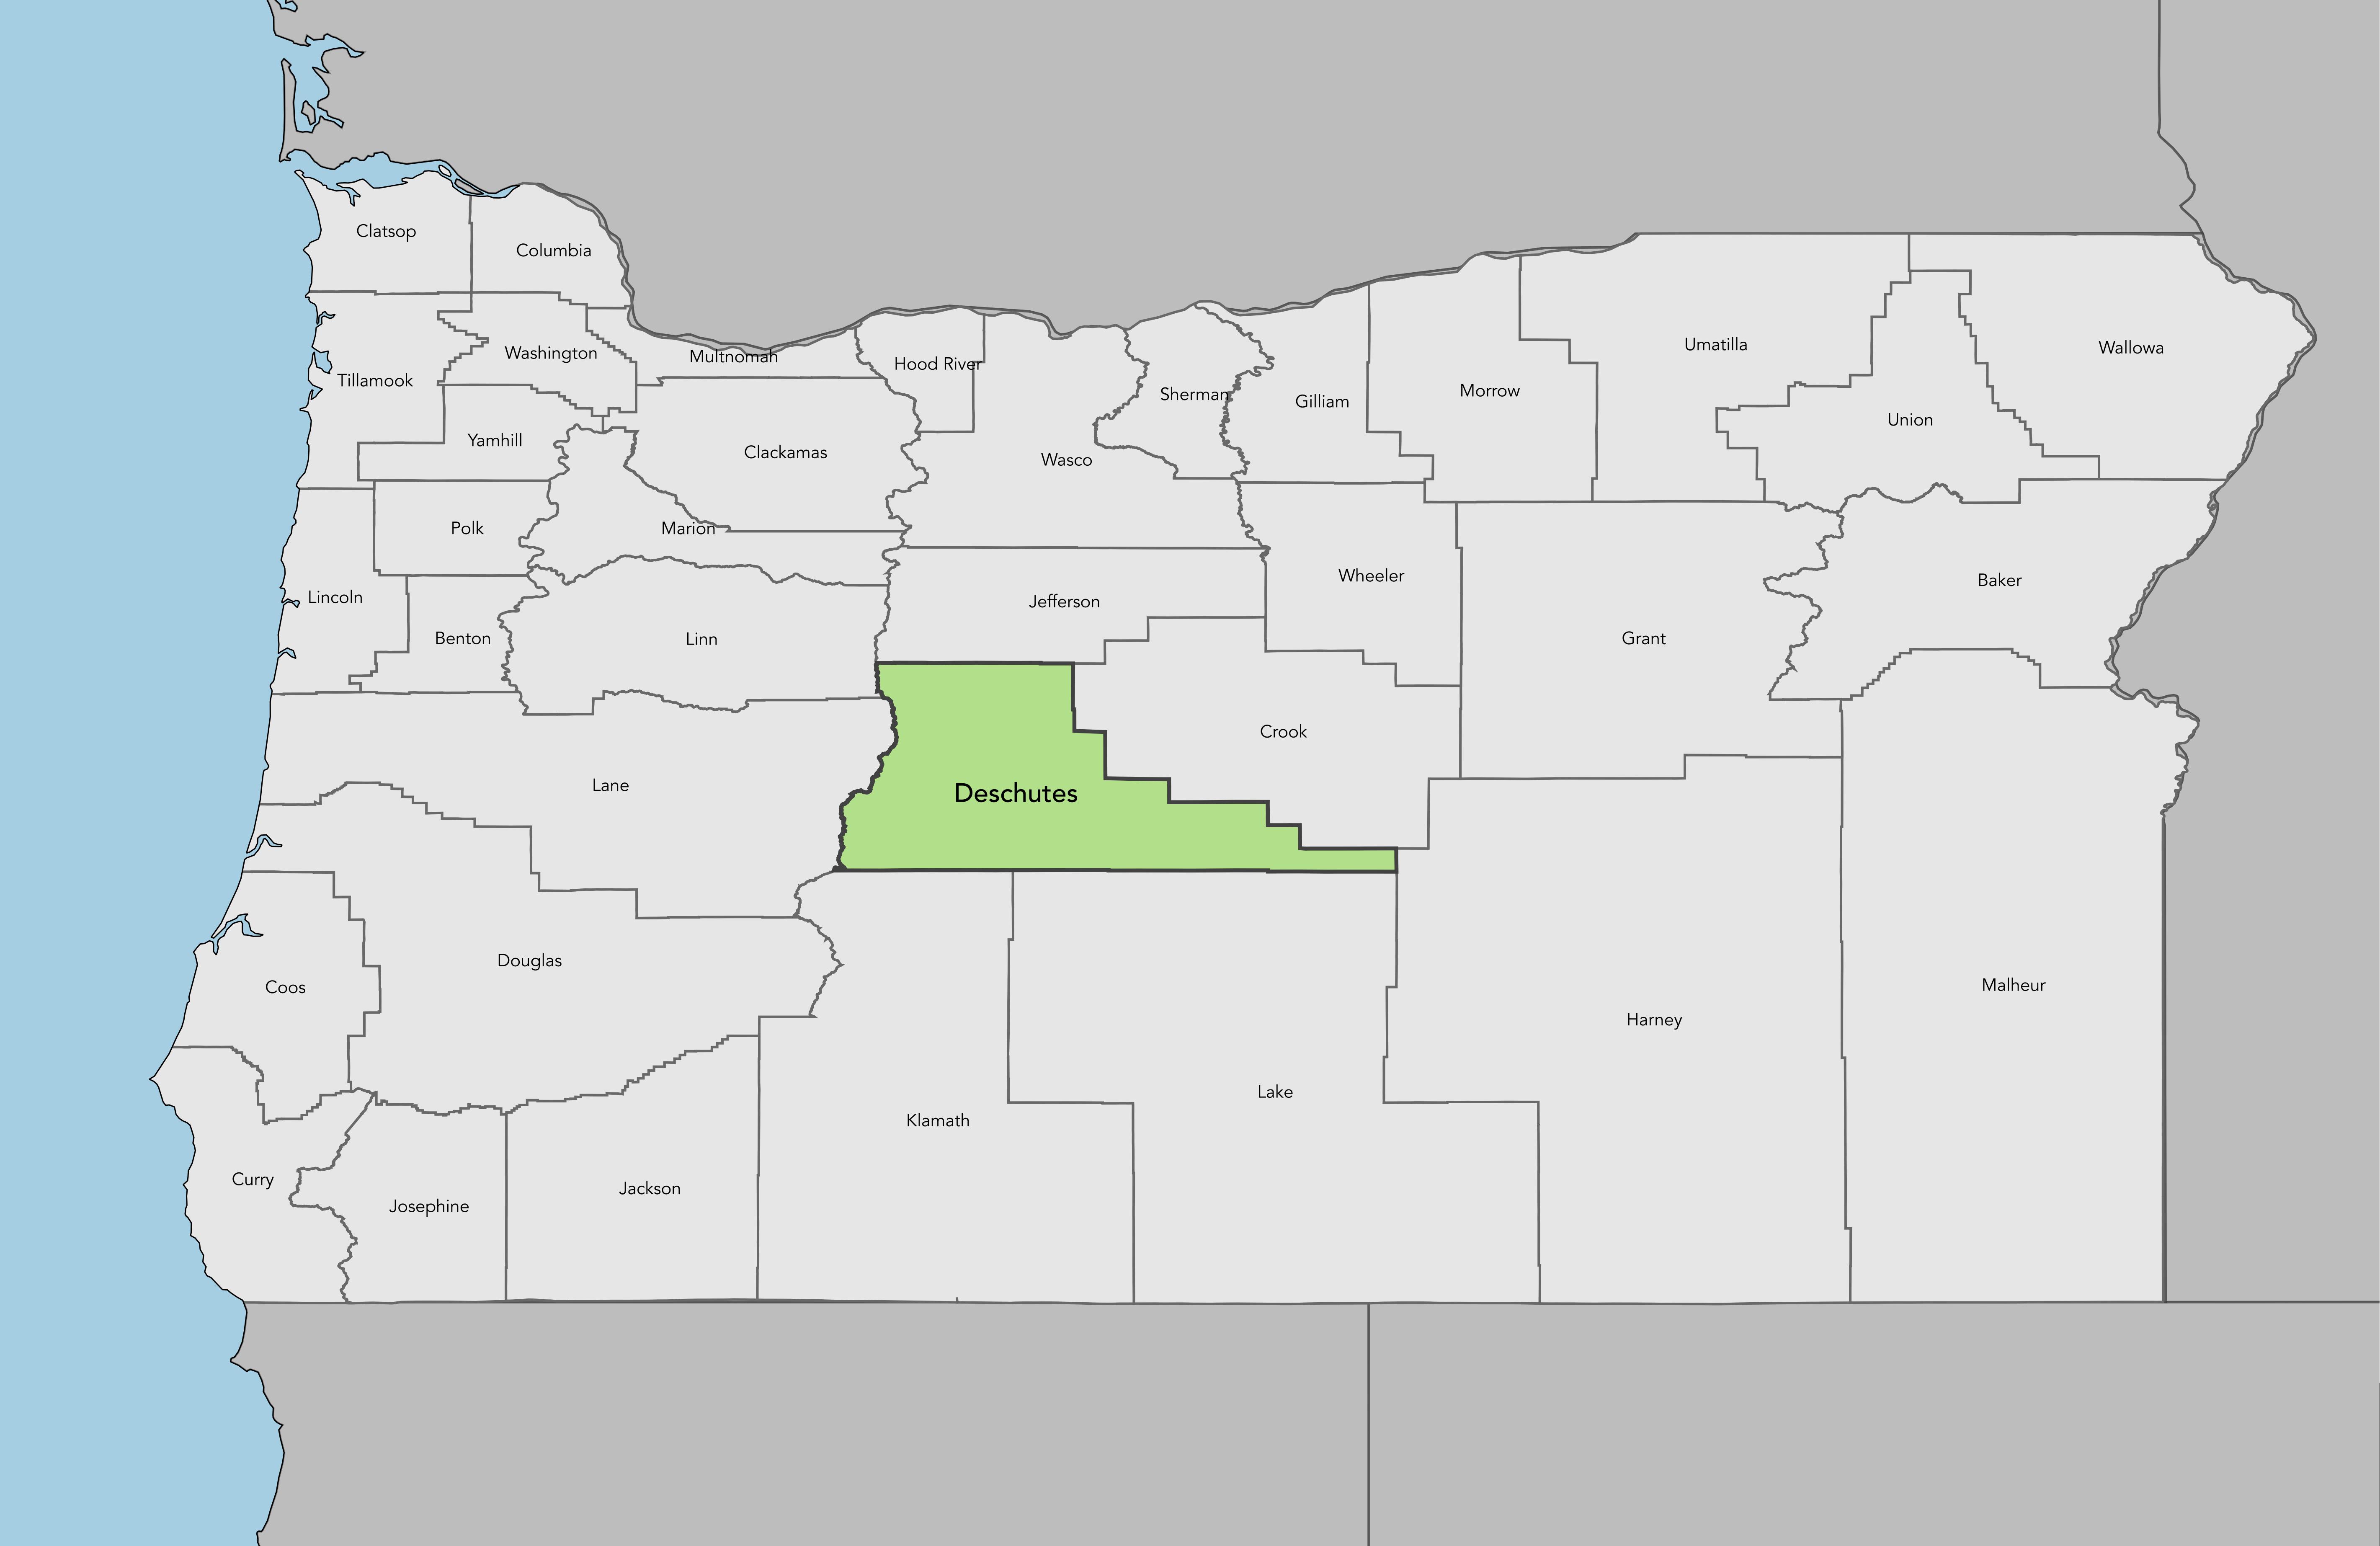 Clatsop
Columbia
Washington
Multnomah
Hood River
Tillamook
Sherman
Gilliam
Morrow
Umatilla
Wallowa
Union
Yamhill
Clackamas
Wasco
Polk
Marion
Lincoln
Benton
Linn
Jefferson
Wheeler
Grant
Baker
Crook
Lane
Deschutes
Douglas
Coos
Klamath
Lake
Harney
Malheur
Curry
Josephine
Jackson